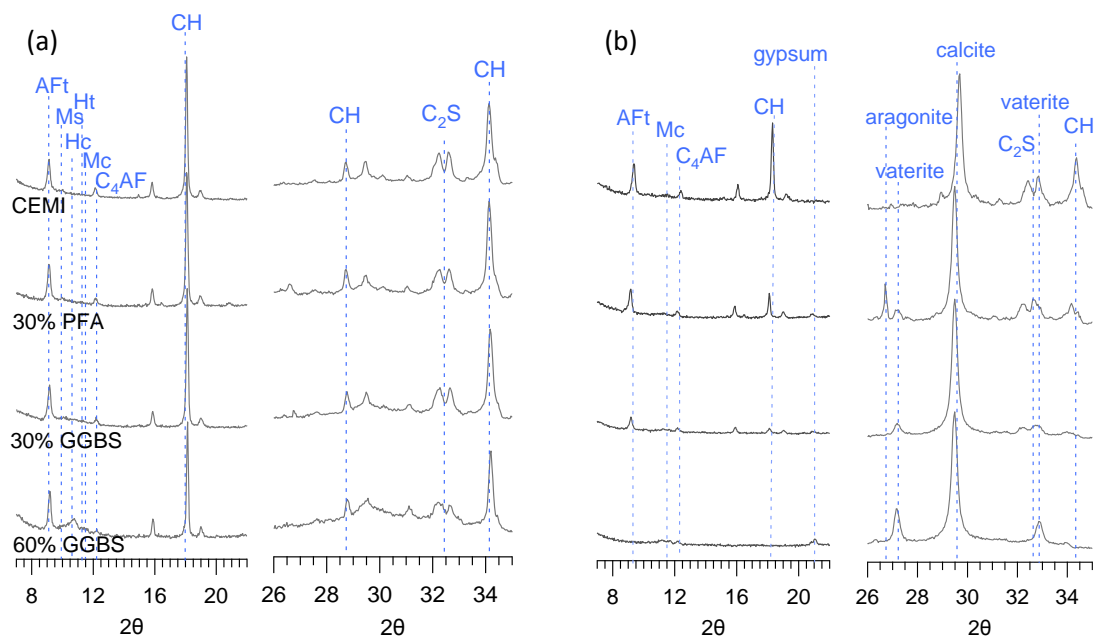 (a)
CH
AFt
Ms
Ht
Hc
Mc
C₄AF
CEMI
30% PFA
30% GGBS
60% GGBS
8 12 16 20
2θ
CH
C₂S
CH
26 28 30 32 34
2θ
(b)
gypsum
CH
AFt
Mc
C₄AF
8 12 16 20
2θ
calcite
aragonite
vaterite
vaterite
C₂S
CH
26 28 30 32 34
2θ